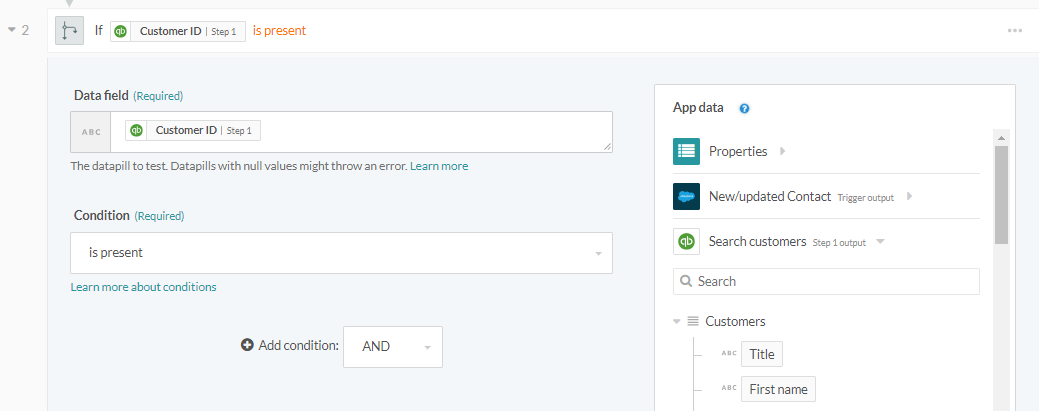 2 If qb Customer ID | Step 1 is present
Data field (Required)
ABC qb Customer ID | Step 1
The datapill to test. Datapills with null values might throw an error. Learn more
Condition (Required)
is present
Learn more about conditions
Add condition: AND
App data ?
Properties
New/updated Contact Trigger output
qb Search customers Step 1 output
Search
Customers
ABC Title
ABC First name